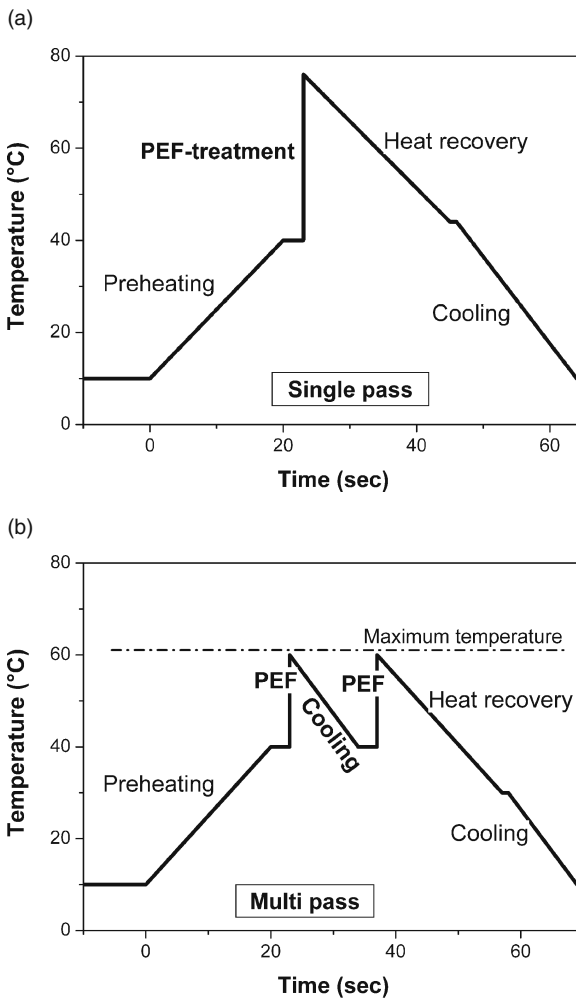 (a)
80
60
40
20
0
Temperature (°C)
PEF-treatment
Heat recovery
Preheating
Cooling
Single pass
0
20
40
60
Time (sec)
(b)
80
60
40
20
0
Temperature (°C)
Maximum temperature
PEF
PEF
Cooling
Heat recovery
Preheating
Cooling
Multi pass
0
20
40
60
Time (sec)